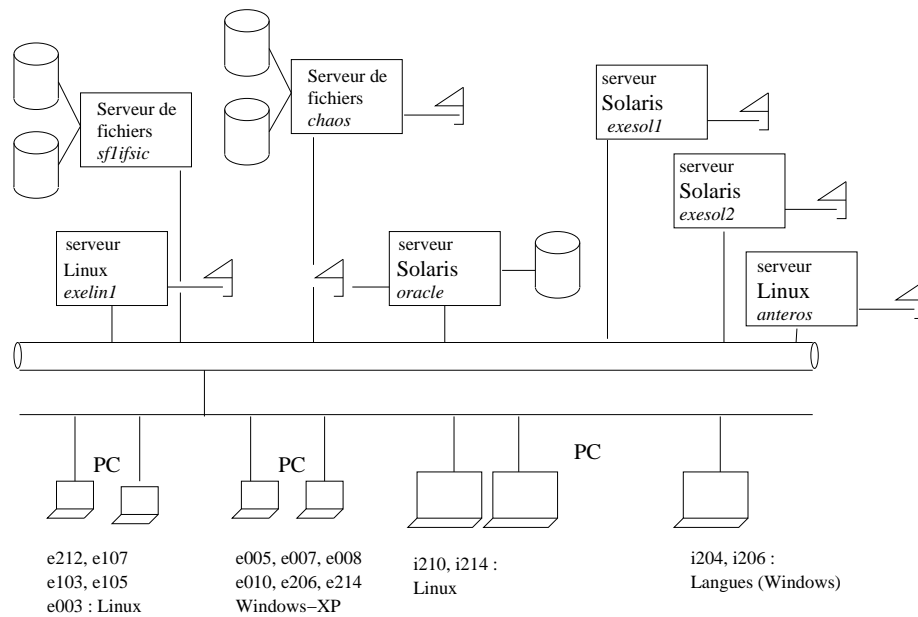 Serveur de
fichiers
sf1ifsic
Serveur de
fichiers
chaos
serveur
Solaris
exesol1
serveur
Solaris
exesol2
serveur
Linux
exelin1
serveur
Solaris
oracle
serveur
Linux
anteros
PC
PC
PC
e212, e107
e103, e105
e003 : Linux
e005, e007, e008
e010, e206, e214
Windows−XP
i210, i214 :
Linux
i204, i206 :
Langues (Windows)